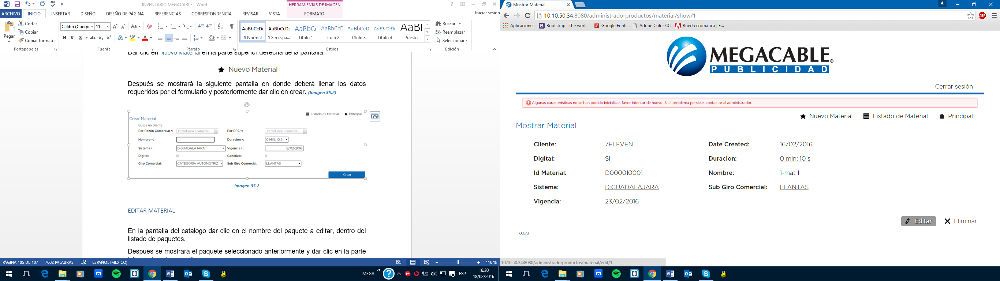 INVENTARIO MEGACABLE - Word
HERRAMIENTAS DE IMAGEN
ARCHIVO INICIO INSERTAR DISEÑO DISEÑO DE PÁGINA REFERENCIAS CORRESPONDENCIA REVISAR VISTA FORMATO Iniciar sesión
Pegar
Cortar
Copiar
Copiar formato
Portapapeles
Calibri (Cuerpo 11
N K S abc x₂ x²
Fuente
Párrafo
AaBbCcDc AaBbCcDc AaBbCc AaBbCcE AaBbCcD AaBbCcDc AaBl
¶ Normal ¶ Sin espa... Título 1 Título 2 Título 3 Título 4 Puesto
Estilos
Buscar
Reemplazar
Seleccionar
Edición
Dar clic en Nuevo Material en la parte superior derecha de la pantalla.
Nuevo Material
Después se mostrará la siguiente pantalla en donde deberá llenar los datos
requeridos por el formulario y posteriormente dar clic en crear. (Imagen 35.2)
Listado de Material Principal
Crear Material
Busca un cliente
Por Razón Comercial *: Introduzca 1 carácter... Por RFC *: Introduzca 1 carácter...
Nombre *: Duracion *: 0 MIN: 10 S
Sistema *: D:GUADALAJARA Vigencia *: 19/02/2016
Digital: Generico:
Giro Comercial: CATEGORÍA AUTOMOTRIZ Sub Giro Comercial: LLANTAS
Crear
Imagen 35.2
EDITAR MATERIAL
En la pantalla del catalogo dar clic en el nombre del paquete a editar, dentro del
listado de paquetes.
Después se mostrará el paquete seleccionado anteriormente y dar clic en la parte
inferior derecha en editar.
PÁGINA 105 DE 107 7602 PALABRAS ESPAÑOL (MÉXICO) 110 %
MEGA ESP 16:30
18/02/2016
Mostrar Material
10.10.50.34:8080/administradorproductos/material/show/1
ABP
Aplicaciones Bootstrap · The worl... Google Fonts Adobe Color CC Rueda cromática | E...
MEGACABLE®
PUBLICIDAD
Cerrar sesión
Algunas características no se han podido inicializar, favor intentar de nuevo. Si el problema persiste, contactar al administrador.
Nuevo Material Listado de Material Principal
Mostrar Material
Cliente: 7ELEVEN Date Created: 16/02/2016
Digital: Si Duracion: 0 min: 10 s
Id Material: D000010001 Nombre: 1-mat 1
Sistema: D:GUADALAJARA Sub Giro Comercial: LLANTAS
Vigencia: 23/02/2016
Editar Eliminar
0.1.23
10.10.50.34:8080/administradorproductos/material/edit/1